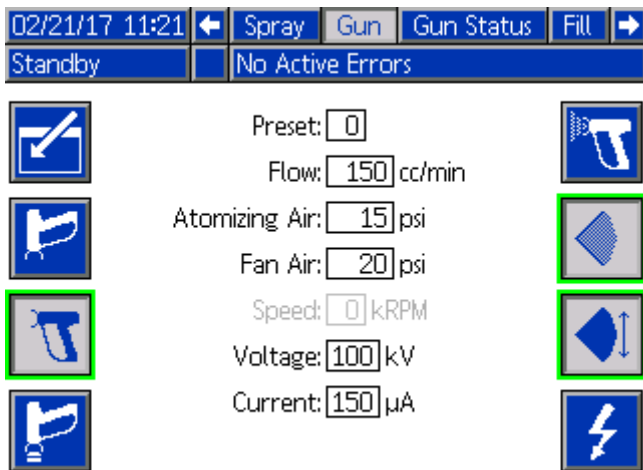 02/21/17 11:21 Spray Gun Gun Status Fill
Standby No Active Errors
Preset: 0
Flow: 150 cc/min
Atomizing Air: 15 psi
Fan Air: 20 psi
Speed: 0 kRPM
Voltage: 100 kV
Current: 150 µA